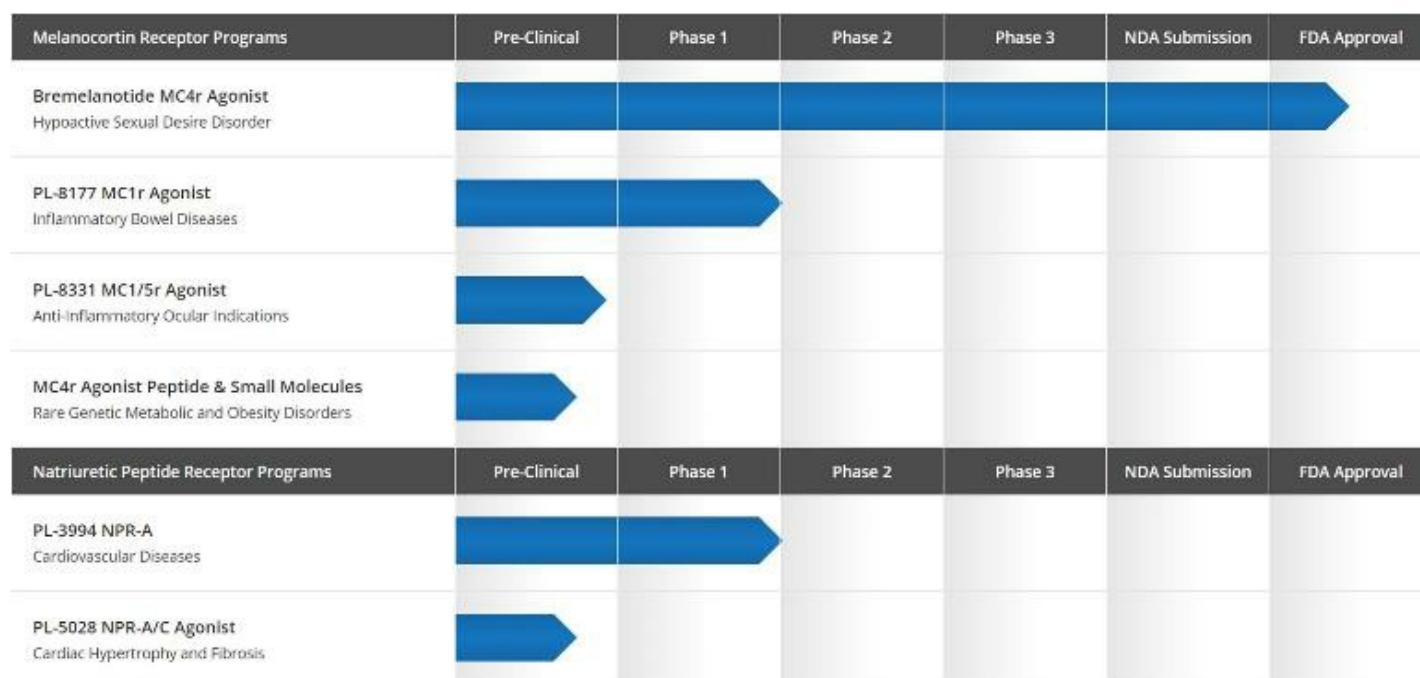 Melanocortin Receptor Programs Pre-Clinical Phase 1 Phase 2 Phase 3 NDA Submission FDA Approval
Bremelanotide MC4r Agonist
Hypoactive Sexual Desire Disorder
PL-8177 MC1r Agonist
Inflammatory Bowel Diseases
PL-8331 MC1/5r Agonist
Anti-Inflammatory Ocular Indications
MC4r Agonist Peptide & Small Molecules
Rare Genetic Metabolic and Obesity Disorders
Natriuretic Peptide Receptor Programs Pre-Clinical Phase 1 Phase 2 Phase 3 NDA Submission FDA Approval
PL-3994 NPR-A
Cardiovascular Diseases
PL-5028 NPR-A/C Agonist
Cardiac Hypertrophy and Fibrosis